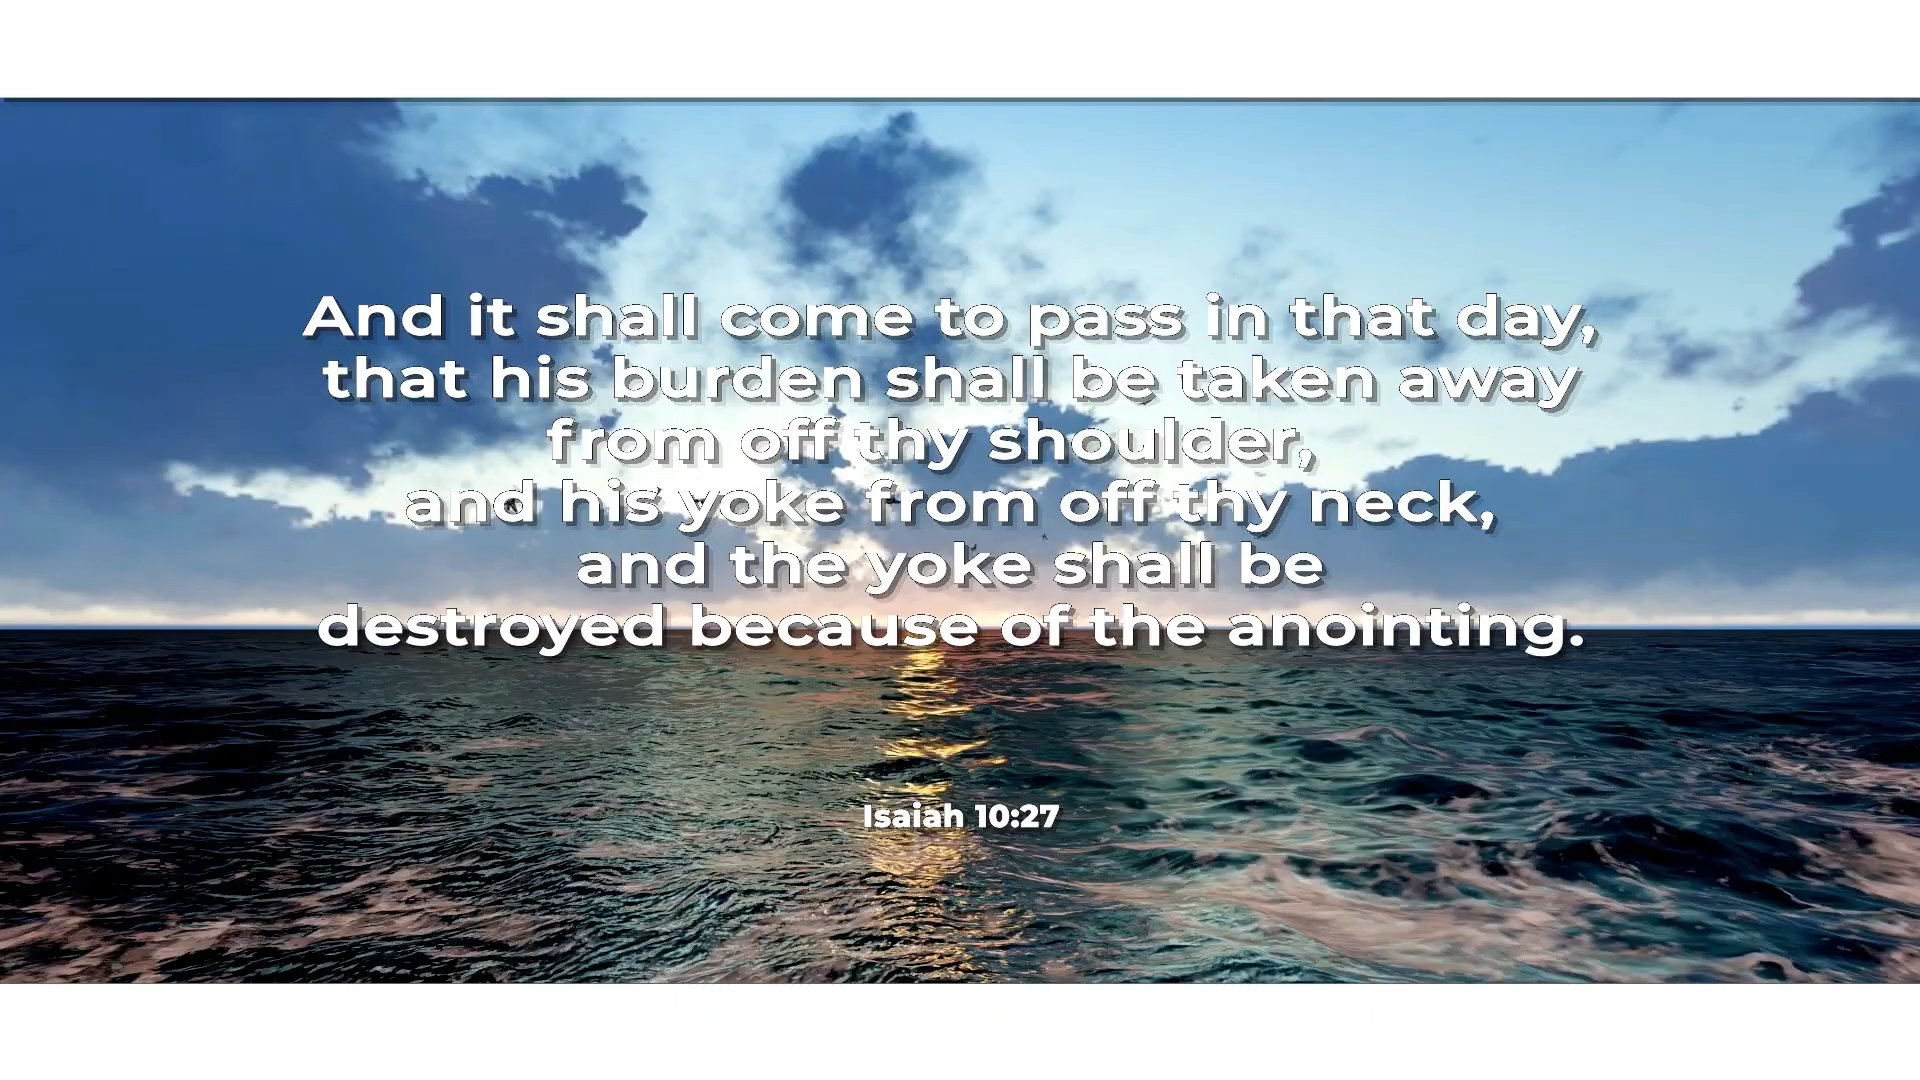 And it shall come to pass in that day,
that his burden shall be taken away
from off thy shoulder,
and his yoke from off thy neck,
and the yoke shall be
destroyed because of the anointing.
Isaiah 10:27